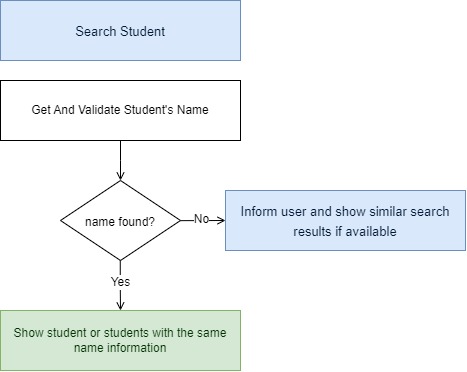 Search Student
Get And Validate Student's Name
name found?
No
Inform user and show similar search
results if available
Yes
Show student or students with the same
name information